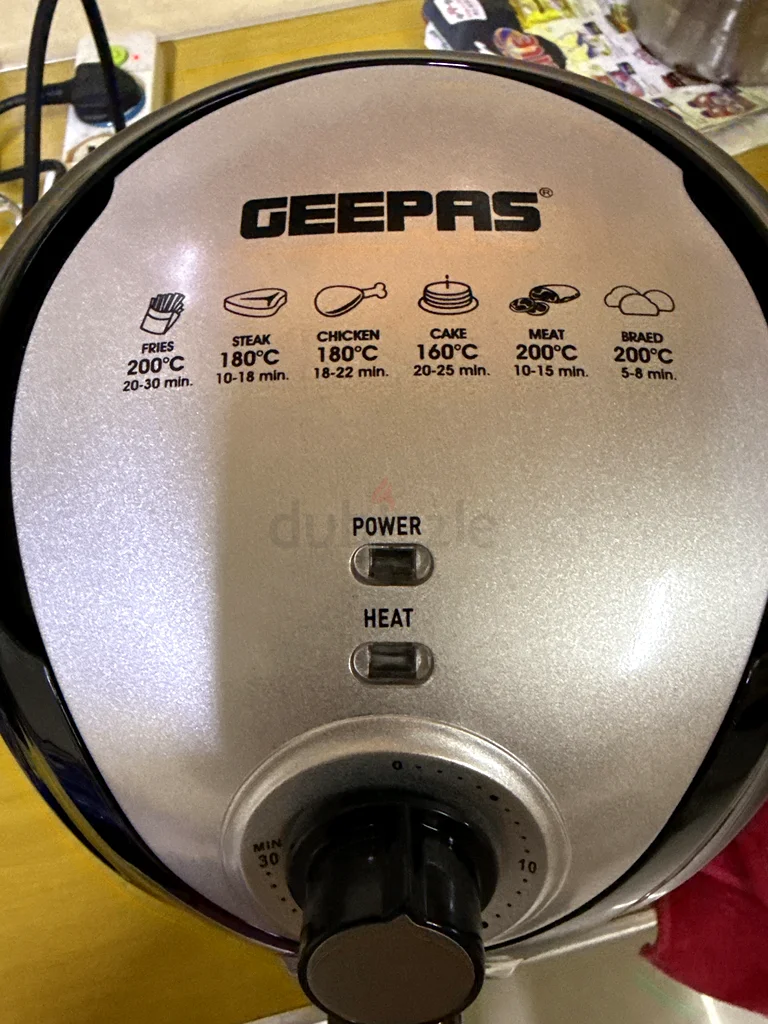 GEEPAS®
FRIES
200°C
20-30 min.
STEAK
180°C
10-18 min.
CHICKEN
180°C
18-22 min.
CAKE
160°C
20-25 min.
MEAT
200°C
10-15 min.
BRAED
200°C
5-8 min.
dubizzle
POWER
HEAT
0
10
MIN
30